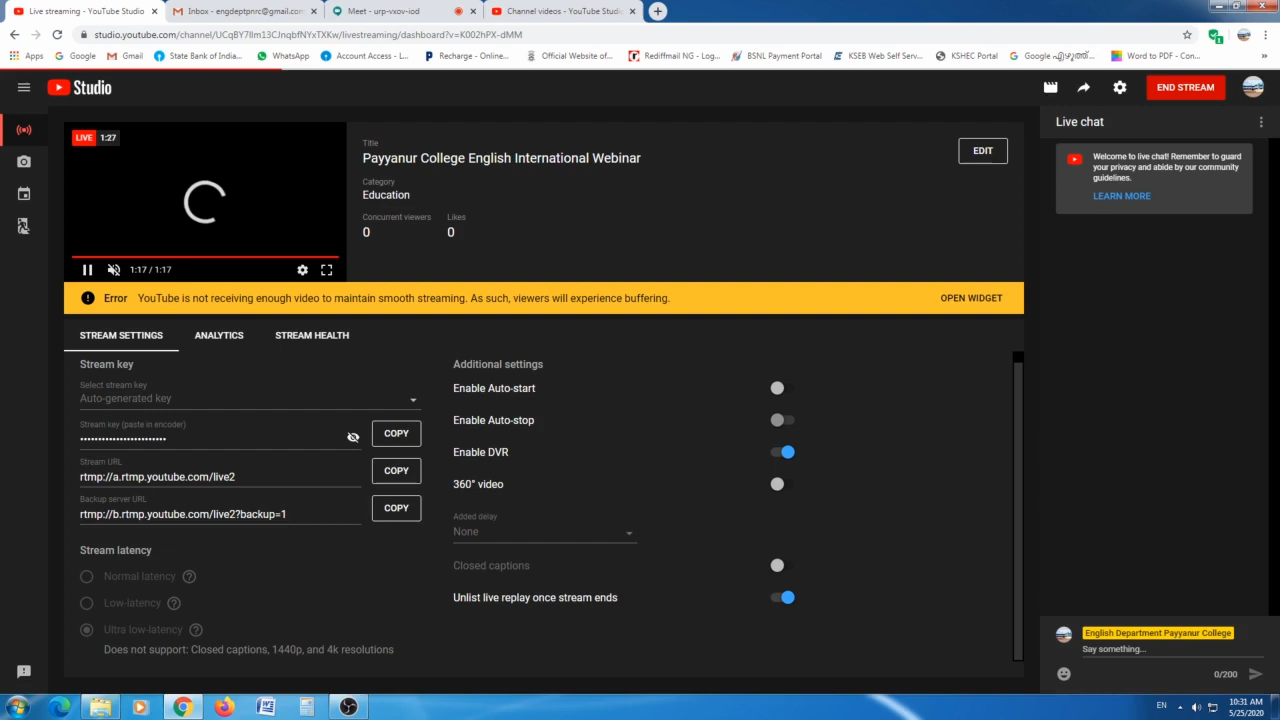 Live streaming - YouTube Studio
Inbox - engdeptpnrc@gmail.com
Meet - urp-vxov-iod
Channel videos - YouTube Studio
studio.youtube.com/channel/UCqBY7Ilm13CJnqbfNYxTXKw/livestreaming/dashboard?v=K002hPX-dMM
1
Apps
Google
Gmail
State Bank of India...
WhatsApp
Account Access - L...
Recharge - Online...
Official Website of...
Rediffmail NG - Log...
BSNL Payment Portal
KSEB Web Self Serv...
KSHEC Portal
Google എഴുത്ത്...
Word to PDF - Con...
Studio
END STREAM
LIVE 1:27
1:17 / 1:17
Title
Payyanur College English International Webinar
EDIT
Category
Education
Concurrent viewers Likes
0 0
Live chat
Welcome to live chat! Remember to guard
your privacy and abide by our community
guidelines.
LEARN MORE
Error YouTube is not receiving enough video to maintain smooth streaming. As such, viewers will experience buffering. OPEN WIDGET
STREAM SETTINGS ANALYTICS STREAM HEALTH
Stream key
Select stream key
Auto-generated key
Stream key (paste in encoder)
COPY
Stream URL
rtmp://a.rtmp.youtube.com/live2
COPY
Backup server URL
rtmp://b.rtmp.youtube.com/live2?backup=1
COPY
Stream latency
Normal latency
Low-latency
Ultra low-latency
Does not support: Closed captions, 1440p, and 4k resolutions
Additional settings
Enable Auto-start
Enable Auto-stop
Enable DVR
360° video
Added delay
None
Closed captions
Unlist live replay once stream ends
English Department Payyanur College
Say something...
0/200
EN
10:31 AM
5/25/2020